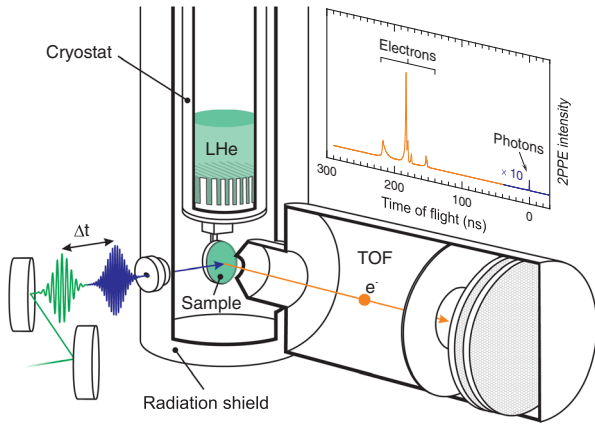 Cryostat
Electrons
Photons
× 10
2PPE intensity
300
200
100
0
Time of flight (ns)
LHe
Δt
TOF
e-
Sample
Radiation shield